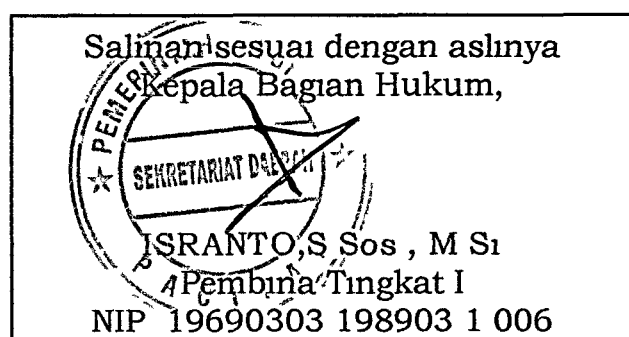 Salinan sesuai dengan aslinya
Kepala Bagian Hukum,
SEKRETARIAT DAERAH
ISRANTO,S Sos , M Si
Pembina Tingkat I
NIP 19690303 198903 1 006